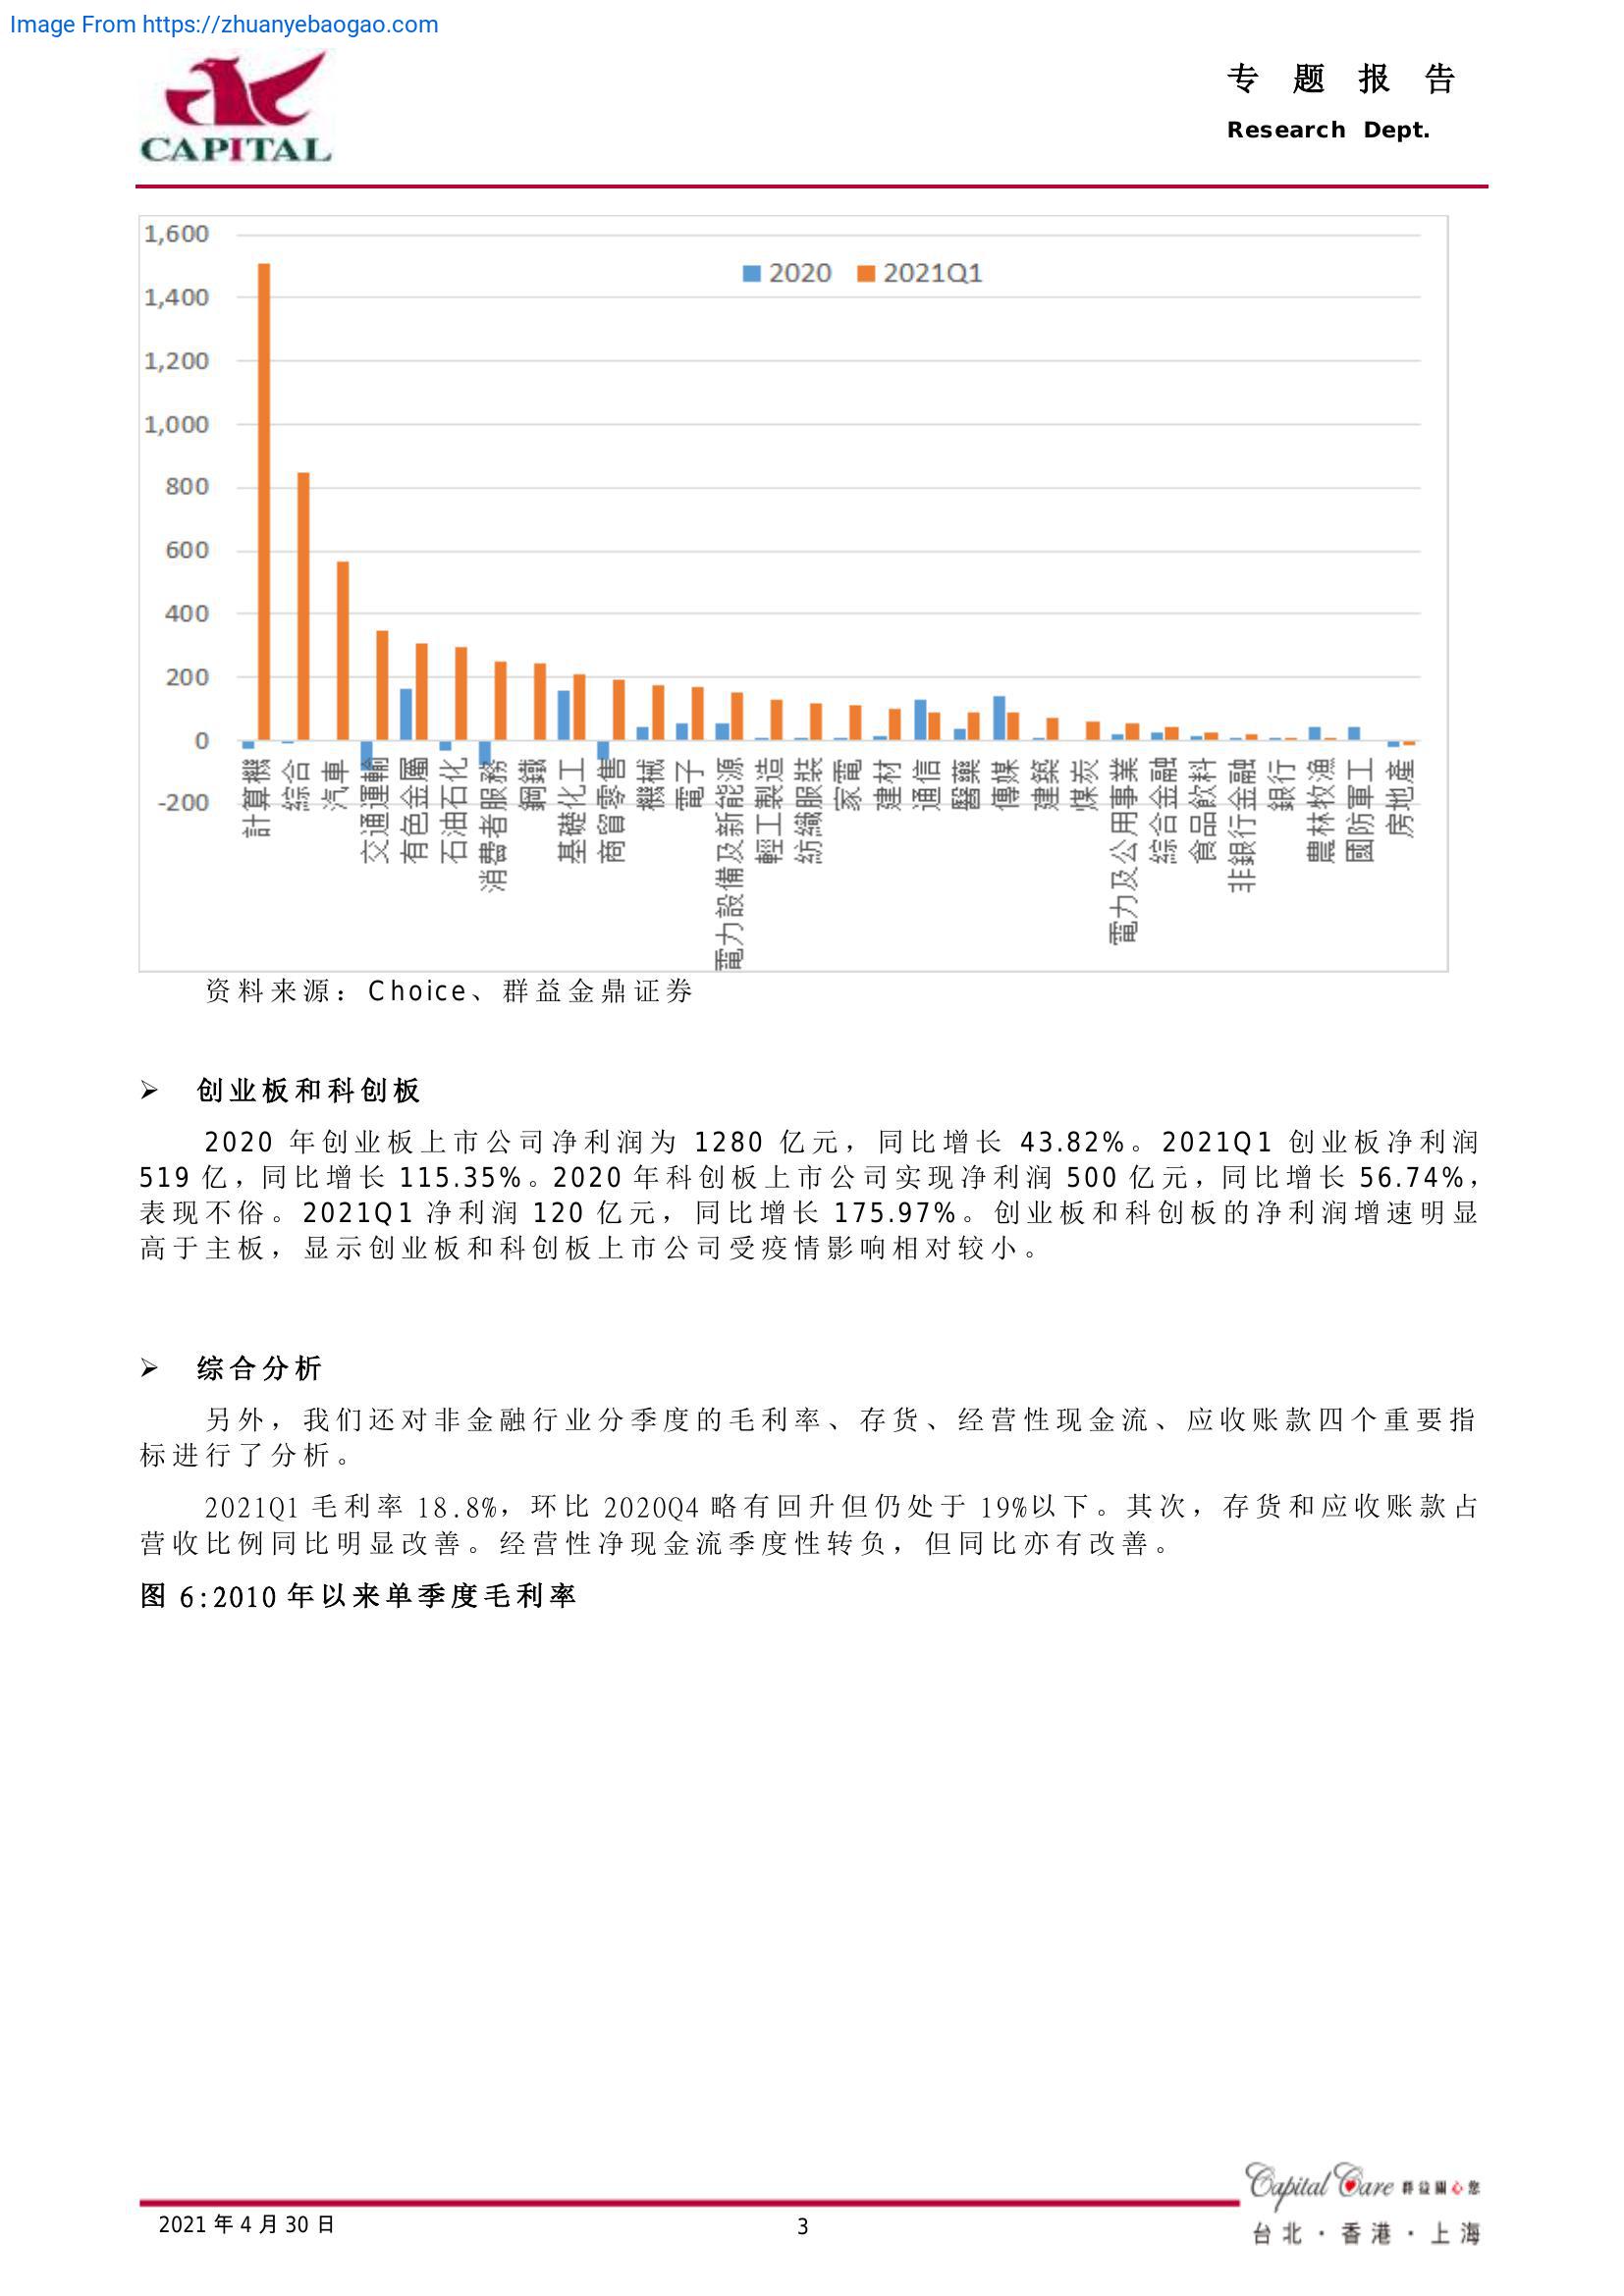 Image From https://zhuanyebaogao.com
CAPITAL
专 题 报 告
Research Dept.
1,600
1,400
1,200
1,000
800
600
400
200
0
-200
2020 2021Q1
計算機
綜合
汽車
交通運輸
有色金屬
石油石化
消費者服務
鋼鐵
基礎化工
商貿零售
機械
電子
電力設備及新能源
輕工製造
紡織服裝
家電
建材
通信
醫藥
傳媒
建築
煤炭
電力及公用事業
綜合金融
食品飲料
非銀行金融
銀行
農林牧漁
國防軍工
房地產
资料来源：Choice、群益金鼎证券
➢ 创业板和科创板
2020 年创业板上市公司净利润为 1280 亿元，同比增长 43.82%。2021Q1 创业板净利润
519 亿，同比增长 115.35%。2020 年科创板上市公司实现净利润 500 亿元，同比增长 56.74%，
表现不俗。2021Q1 净利润 120 亿元，同比增长 175.97%。创业板和科创板的净利润增速明显
高于主板，显示创业板和科创板上市公司受疫情影响相对较小。
➢ 综合分析
另外，我们还对非金融行业分季度的毛利率、存货、经营性现金流、应收账款四个重要指
标进行了分析。
2021Q1 毛利率 18.8%，环比 2020Q4 略有回升但仍处于 19%以下。其次，存货和应收账款占
营收比例同比明显改善。经营性净现金流季度性转负，但同比亦有改善。
图 6:2010 年以来单季度毛利率
Capital Care 群益關心您
2021 年 4 月 30 日
3
台北·香港·上海